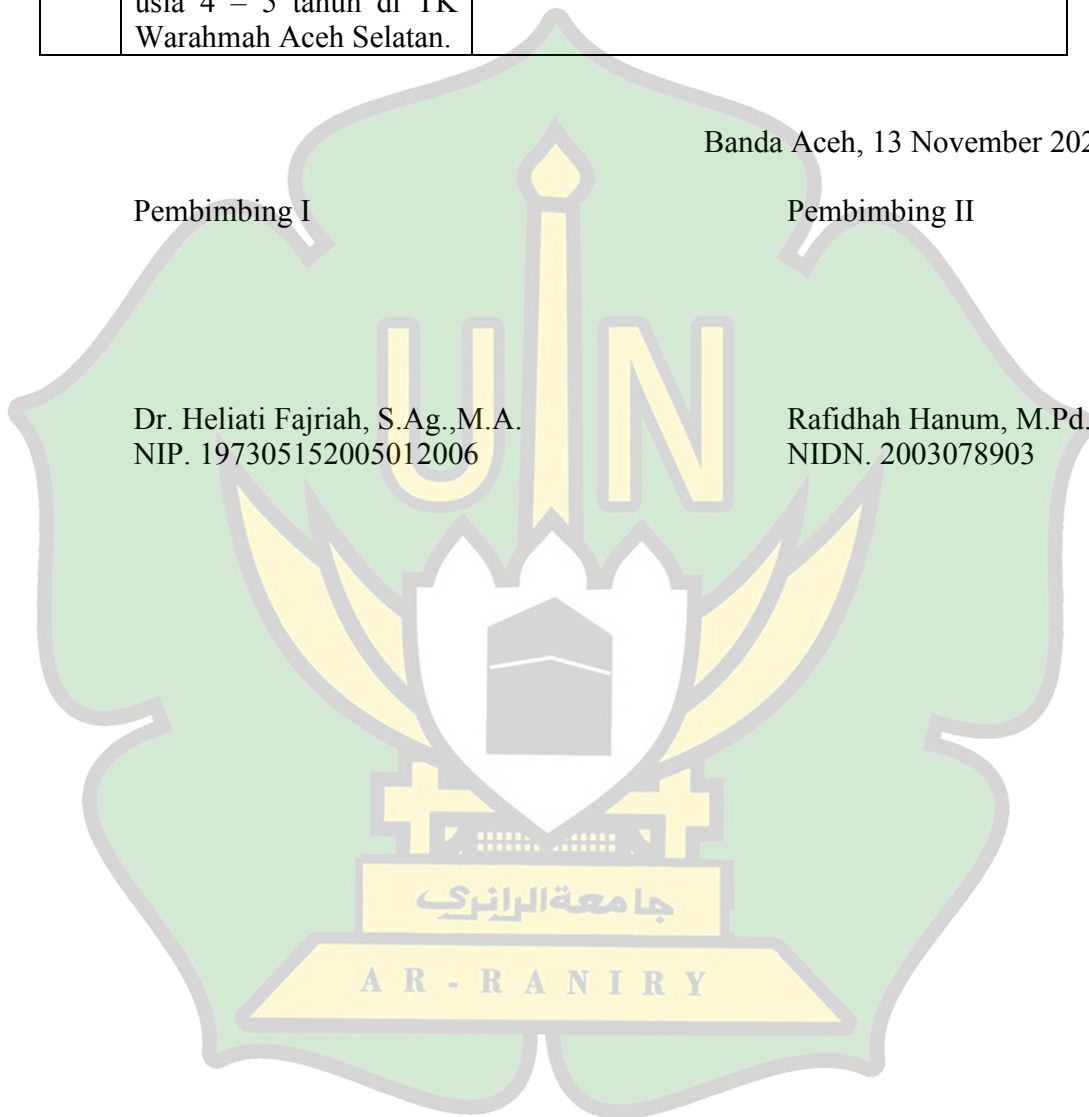 usia 4 – 5 tahun di TK
Warahmah Aceh Selatan.
Banda Aceh, 13 November 202
Pembimbing I Pembimbing II
Dr. Heliati Fajriah, S.Ag.,M.A. Rafidhah Hanum, M.Pd.
NIP. 197305152005012006 NIDN. 2003078903
UIN
جامعة الرانري
AR-RANIRY